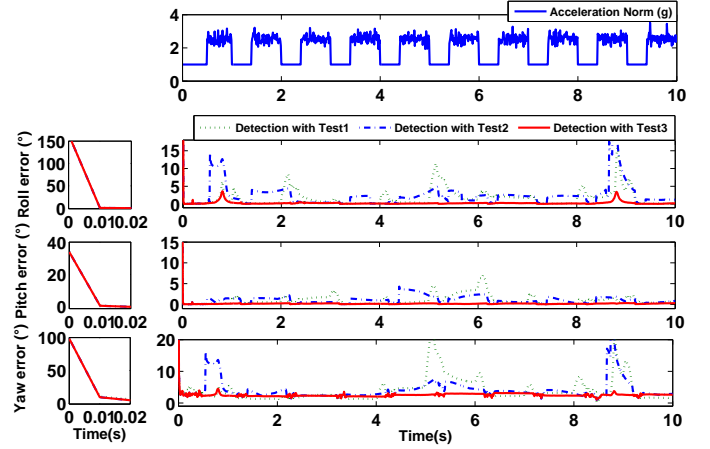 Acceleration Norm (g)
4
2
0
0 2 4 6 8 10
Detection with Test1 Detection with Test2 Detection with Test3
Roll error (°)
150
100
50
0
0 0.01 0.02
15
10
5
0
0 2 4 6 8 10
Pitch error (°)
40
20
0
0 0.01 0.02
15
10
5
0
0 2 4 6 8 10
Yaw error (°)
100
50
0
0 0.01 0.02
Time(s)
20
10
0
0 2 4 6 8 10
Time(s)